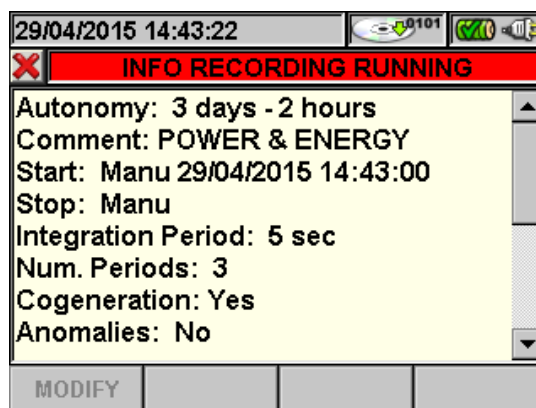 29/04/2015 14:43:22
0101
INFO RECORDING RUNNING
Autonomy: 3 days - 2 hours
Comment: POWER & ENERGY
Start: Manu 29/04/2015 14:43:00
Stop: Manu
Integration Period: 5 sec
Num. Periods: 3
Cogeneration: Yes
Anomalies: No
MODIFY